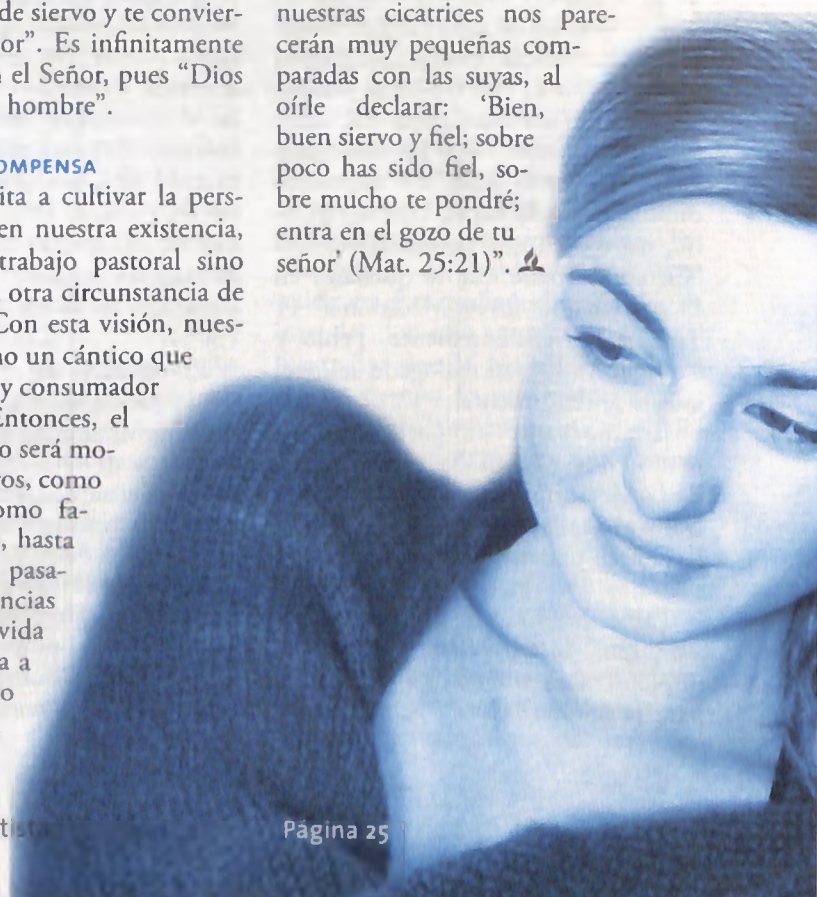 de siervo y te convier-
or”. Es infinitamente
el Señor, pues “Dios
hombre”.
OMPENSA
ita a cultivar la pers-
en nuestra existencia,
trabajo pastoral sino
otra circunstancia de
Con esta visión, nues-
no un cántico que
y consumador
Entonces, el
o será mo-
os, como
omo fa-
, hasta
pasa-
ncias
vida
a a
o
nuestras cicatrices nos pare-
cerán muy pequeñas com-
paradas con las suyas, al
oírle declarar: ‘Bien,
buen siervo y fiel; sobre
poco has sido fiel, so-
bre mucho te pondré;
entra en el gozo de tu
señor’ (Mat. 25:21)”.
tista
Página 25